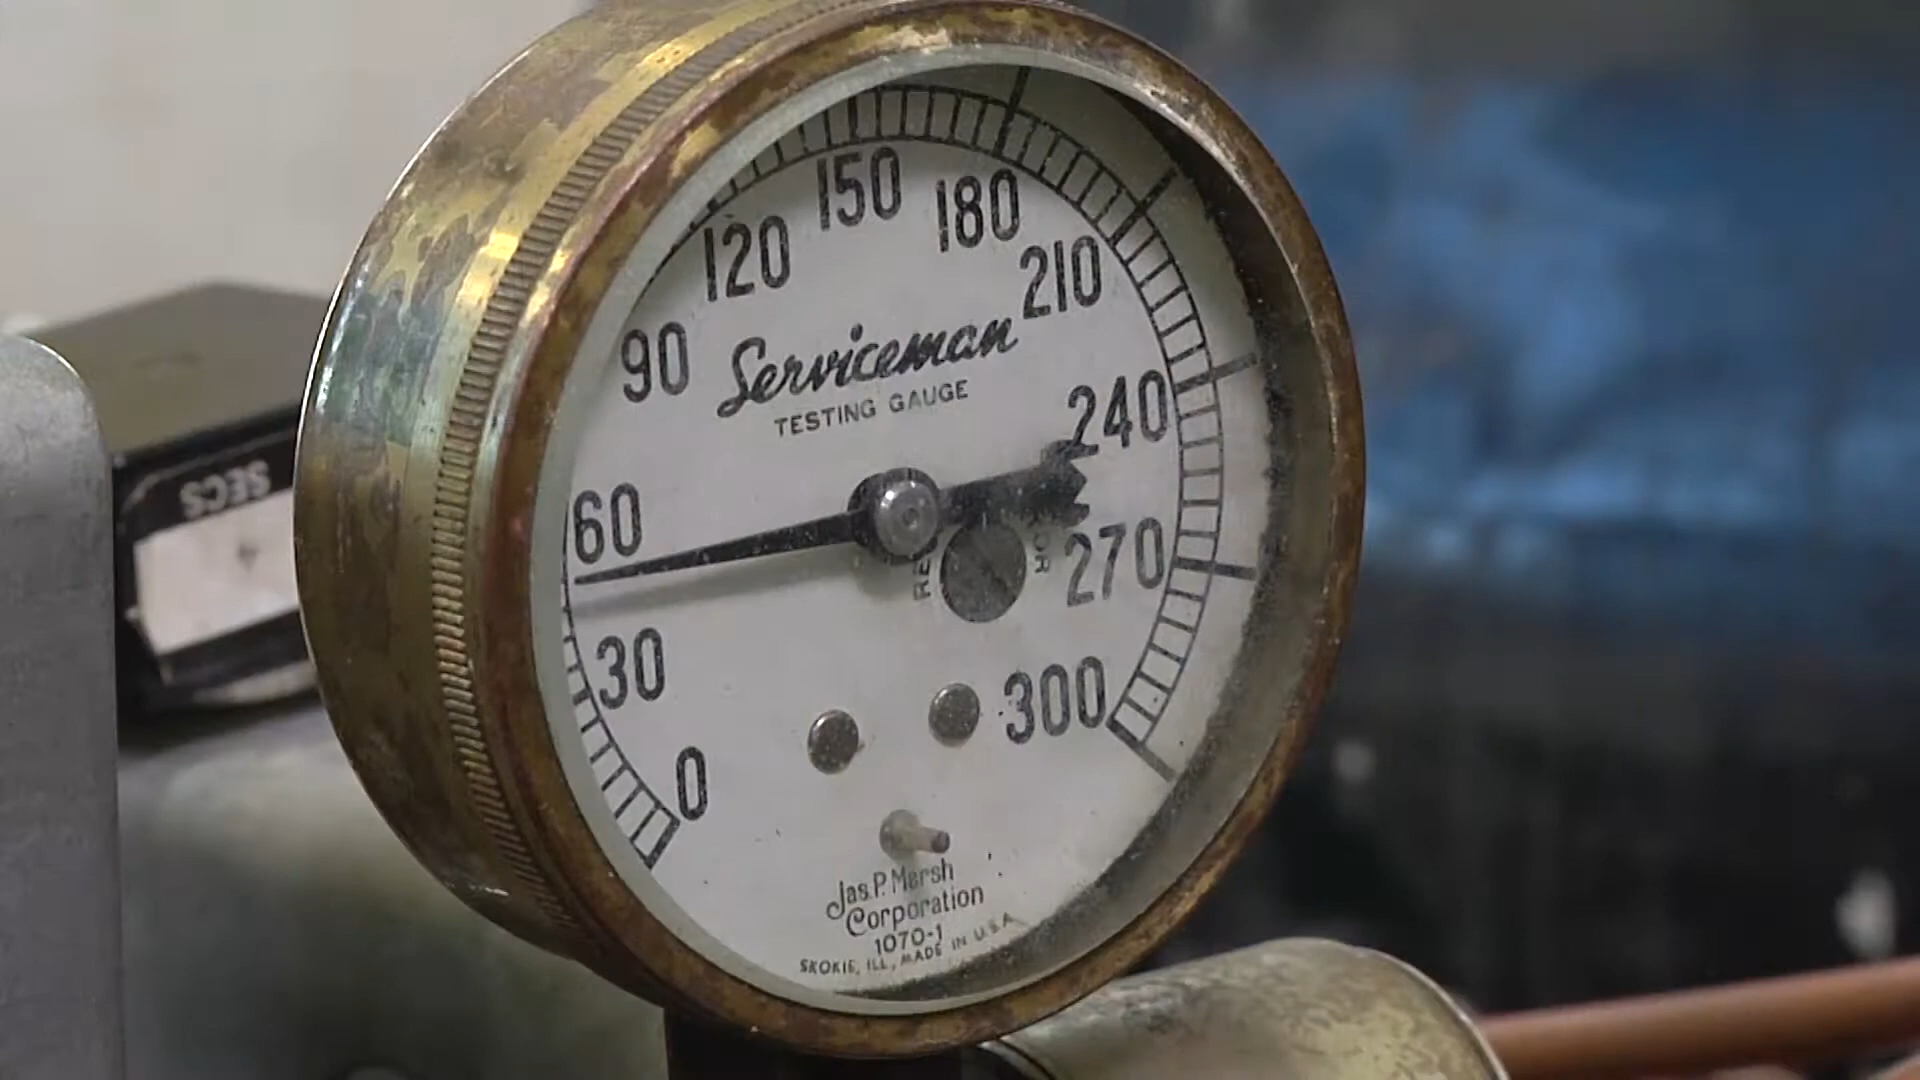 150
180
120
210
90
Serviceman
TESTING GAUGE
240
60
270
30
300
0
Jas. P. Marsh
Corporation
1070-1
SKOKIE, ILL., MADE IN U.S.A.
SECS